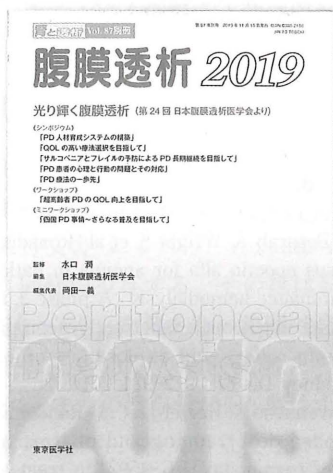 腎と透析 Vol. 87別冊
腹膜透析 2019
光り輝く腹膜透析（第24回 日本腹膜透析医学会より）
《シンポジウム》
「PD人材育成システムの構築」
「QOLの高い療法選択を目指して」
「サルコペニアとフレイルの予防によるPD長期継続を目指して」
「PD患者の心理と行動の問題とその対応」
「PD療法の一歩先」
《ワークショップ》
「超高齢者PDのQOL向上を目指して」
《ミニワークショップ》
「四国PD事情～さらなる普及を目指して」
監修 水口 潤
編集 日本腹膜透析医学会
編集代表 岡田一義
Peritoneal
Dialysis
2019
東京医学社